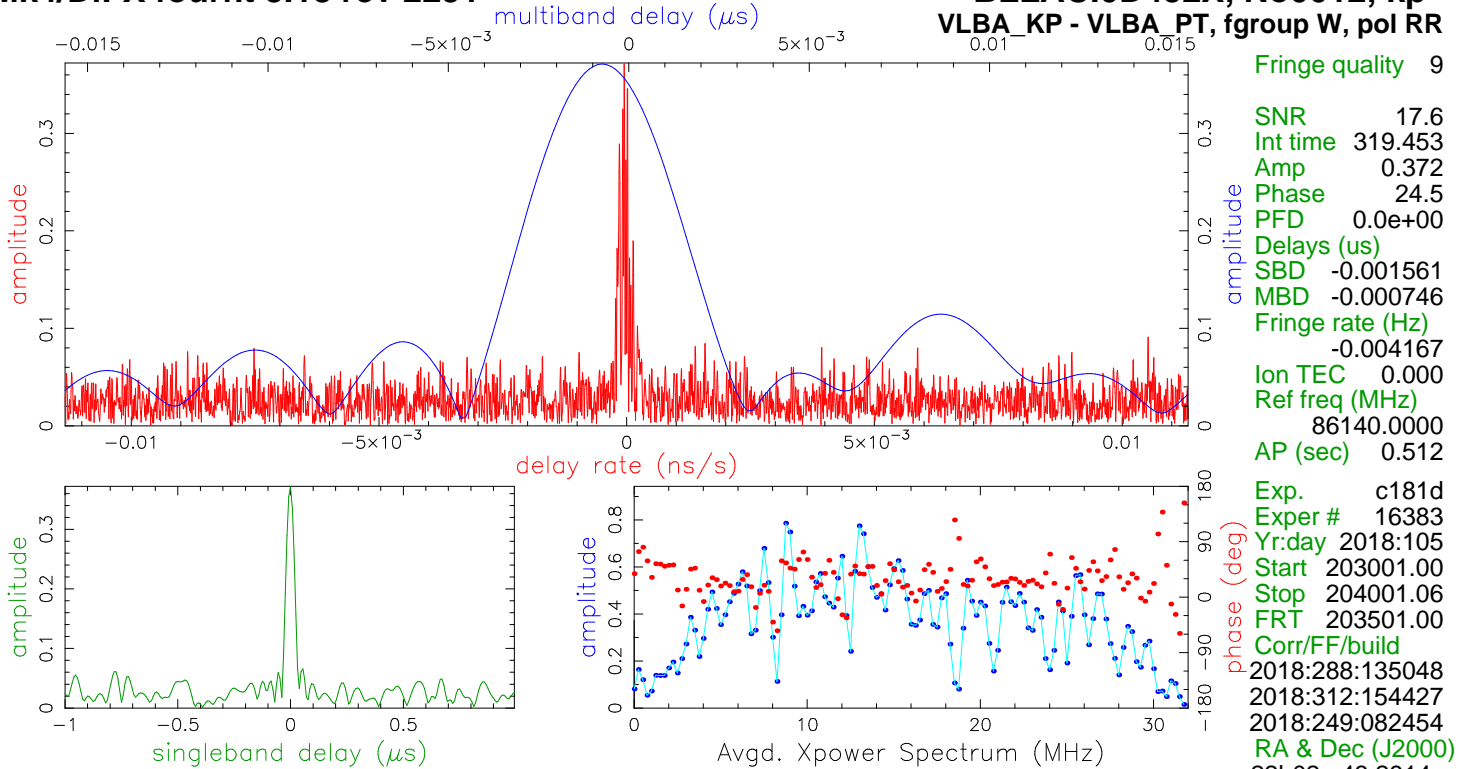 multiband delay (μs)
VLBA_KP - VLBA_PT, fgroup W, pol RR
−0.015 −0.01 −5×10⁻³ 0 5×10⁻³ 0.01 0.015
amplitude
0 0.1 0.2 0.3
amplitude
0 0.1 0.2 0.3
−0.01 −5×10⁻³ 0 5×10⁻³ 0.01
delay rate (ns/s)
Fringe quality 9
SNR 17.6
Int time 319.453
Amp 0.372
Phase 24.5
PFD 0.0e+00
Delays (us)
SBD -0.001561
MBD -0.000746
Fringe rate (Hz)
-0.004167
Ion TEC 0.000
Ref freq (MHz)
86140.0000
AP (sec) 0.512
Exp. c181d
Exper # 16383
Yr:day 2018:105
Start 203001.00
Stop 204001.06
FRT 203501.00
Corr/FF/build
2018:288:135048
2018:312:154427
2018:249:082454
RA & Dec (J2000)
amplitude
0 0.1 0.2 0.3
−1 −0.5 0 0.5
singleband delay (μs)
amplitude
0 0.2 0.4 0.6 0.8
phase (deg)
−180 −90 0 90 180
0 10 20 30
Avgd. Xpower Spectrum (MHz)